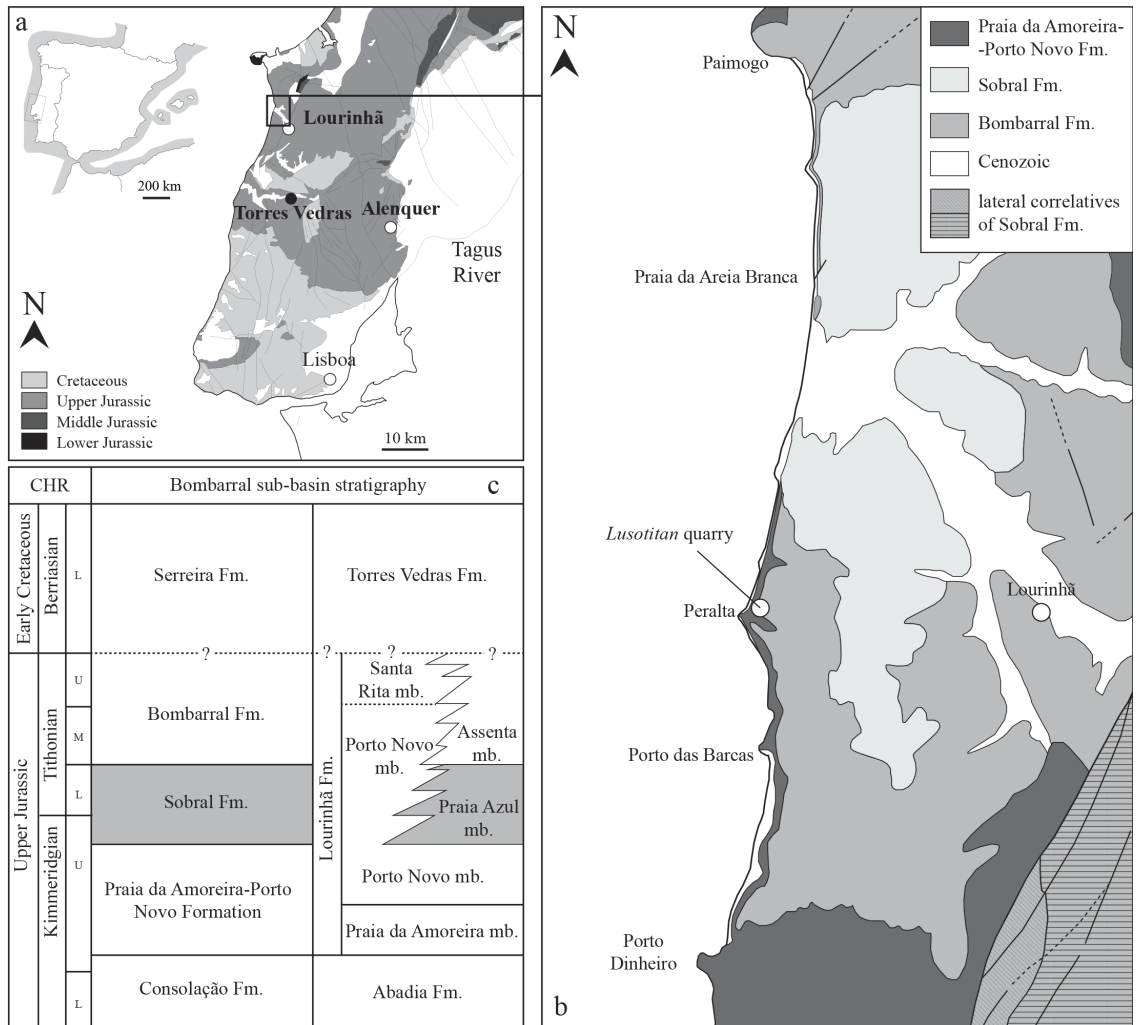 a
200 km
Lourinhã
Torres Vedras
Alenquer
Tagus
River
N
Lisboa
Cretaceous
Upper Jurassic
Middle Jurassic
Lower Jurassic
10 km
CHR
Bombarral sub-basin stratigraphy
c
Early Cretaceous
Berriasian
L
Serreira Fm.
Torres Vedras Fm.
?
?
?
?
Upper Jurassic
Tithonian
Kimmeridgian
U
M
L
U
L
Bombarral Fm.
Sobral Fm.
Praia da Amoreira-Porto
Novo Formation
Consolação Fm.
Lourinhã Fm.
Santa
Rita mb.
Porto Novo
mb.
Assenta
mb.
Praia Azul
mb.
Porto Novo mb.
Praia da Amoreira mb.
Abadia Fm.
N
Paimogo
Praia da Areia Branca
Lusotitan quarry
Peralta
Lourinhã
Porto das Barcas
Porto
Dinheiro
b
Praia da Amoreira-
-Porto Novo Fm.
Sobral Fm.
Bombarral Fm.
Cenozoic
lateral correlatives
of Sobral Fm.